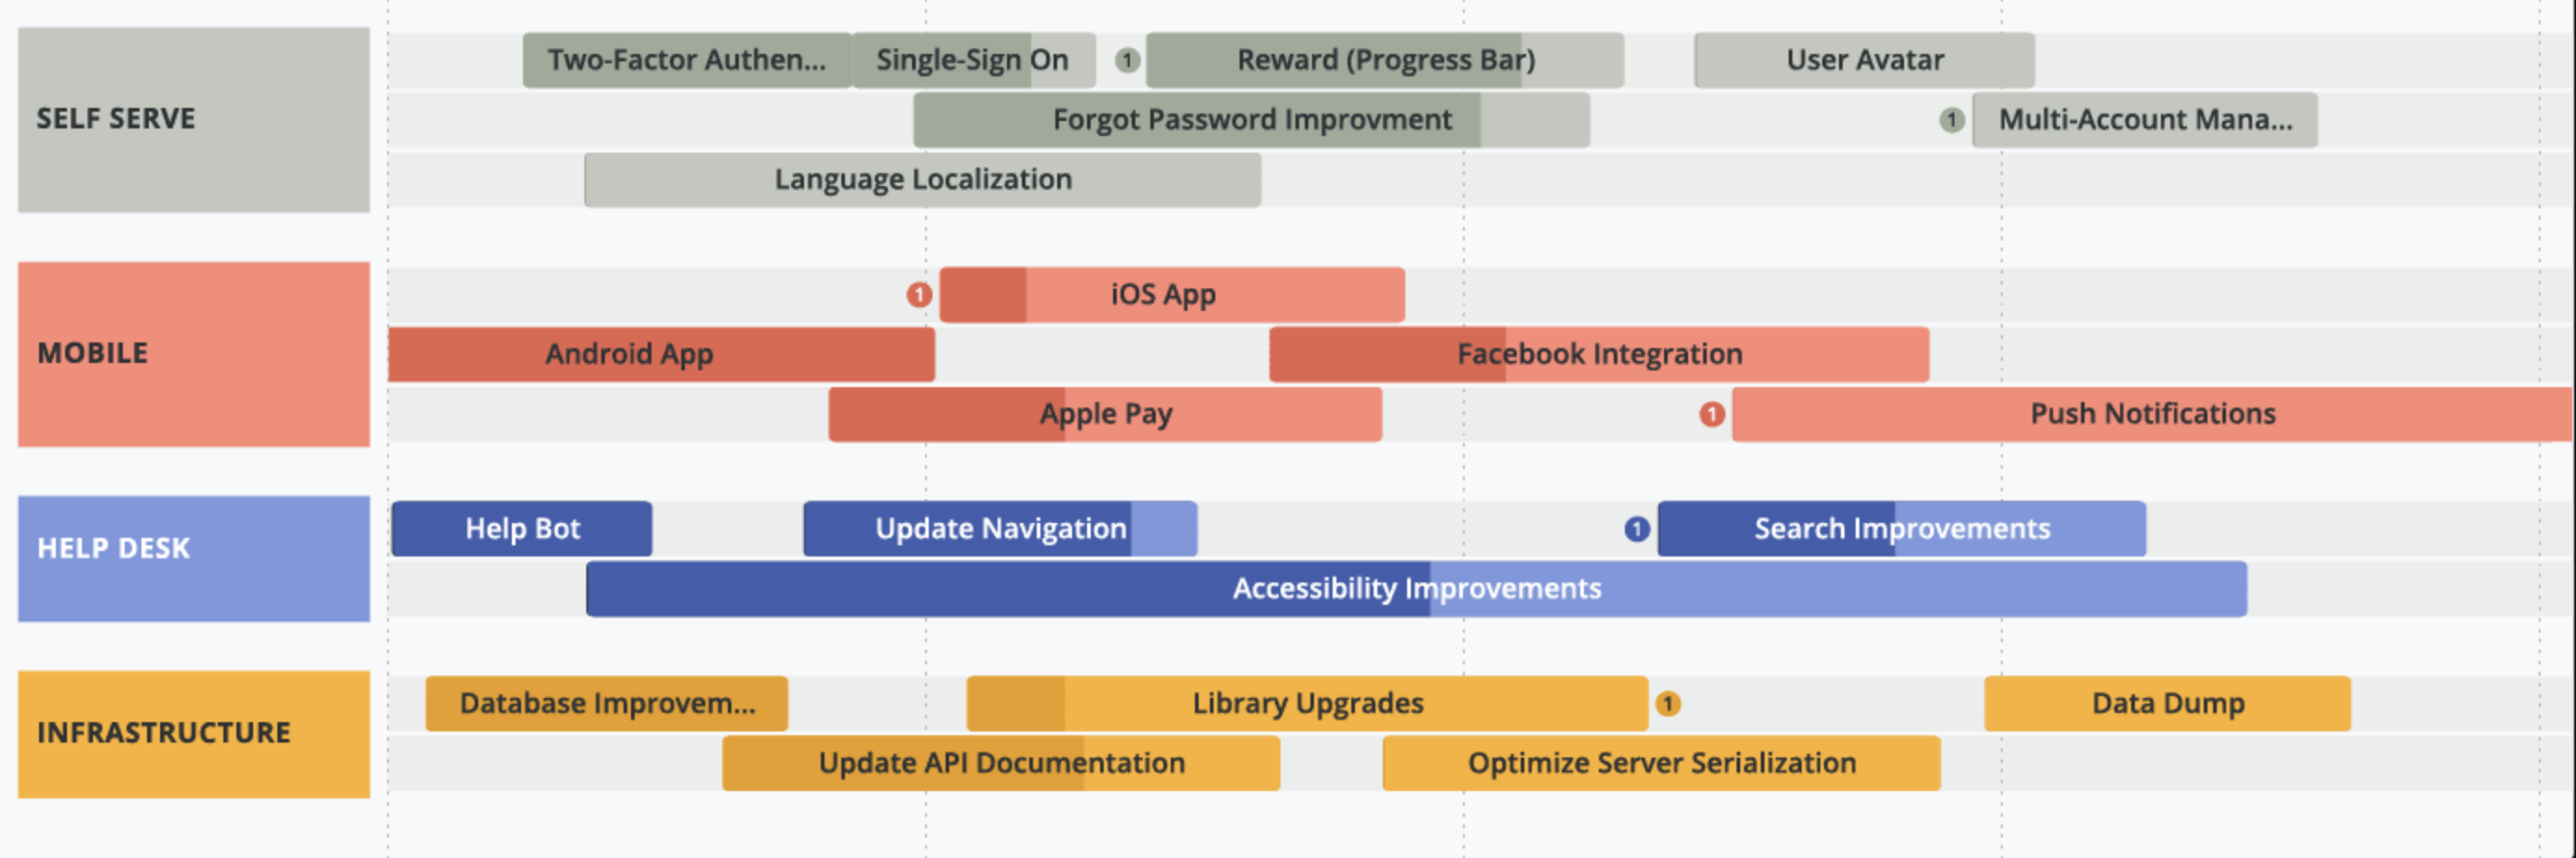 SELF SERVE
Two-Factor Authen...
Single-Sign On
1
Reward (Progress Bar)
User Avatar
Forgot Password Improvment
1
Multi-Account Mana...
Language Localization
MOBILE
1
iOS App
Android App
Facebook Integration
Apple Pay
1
Push Notifications
HELP DESK
Help Bot
Update Navigation
1
Search Improvements
Accessibility Improvements
INFRASTRUCTURE
Database Improvem...
Library Upgrades
1
Data Dump
Update API Documentation
Optimize Server Serialization